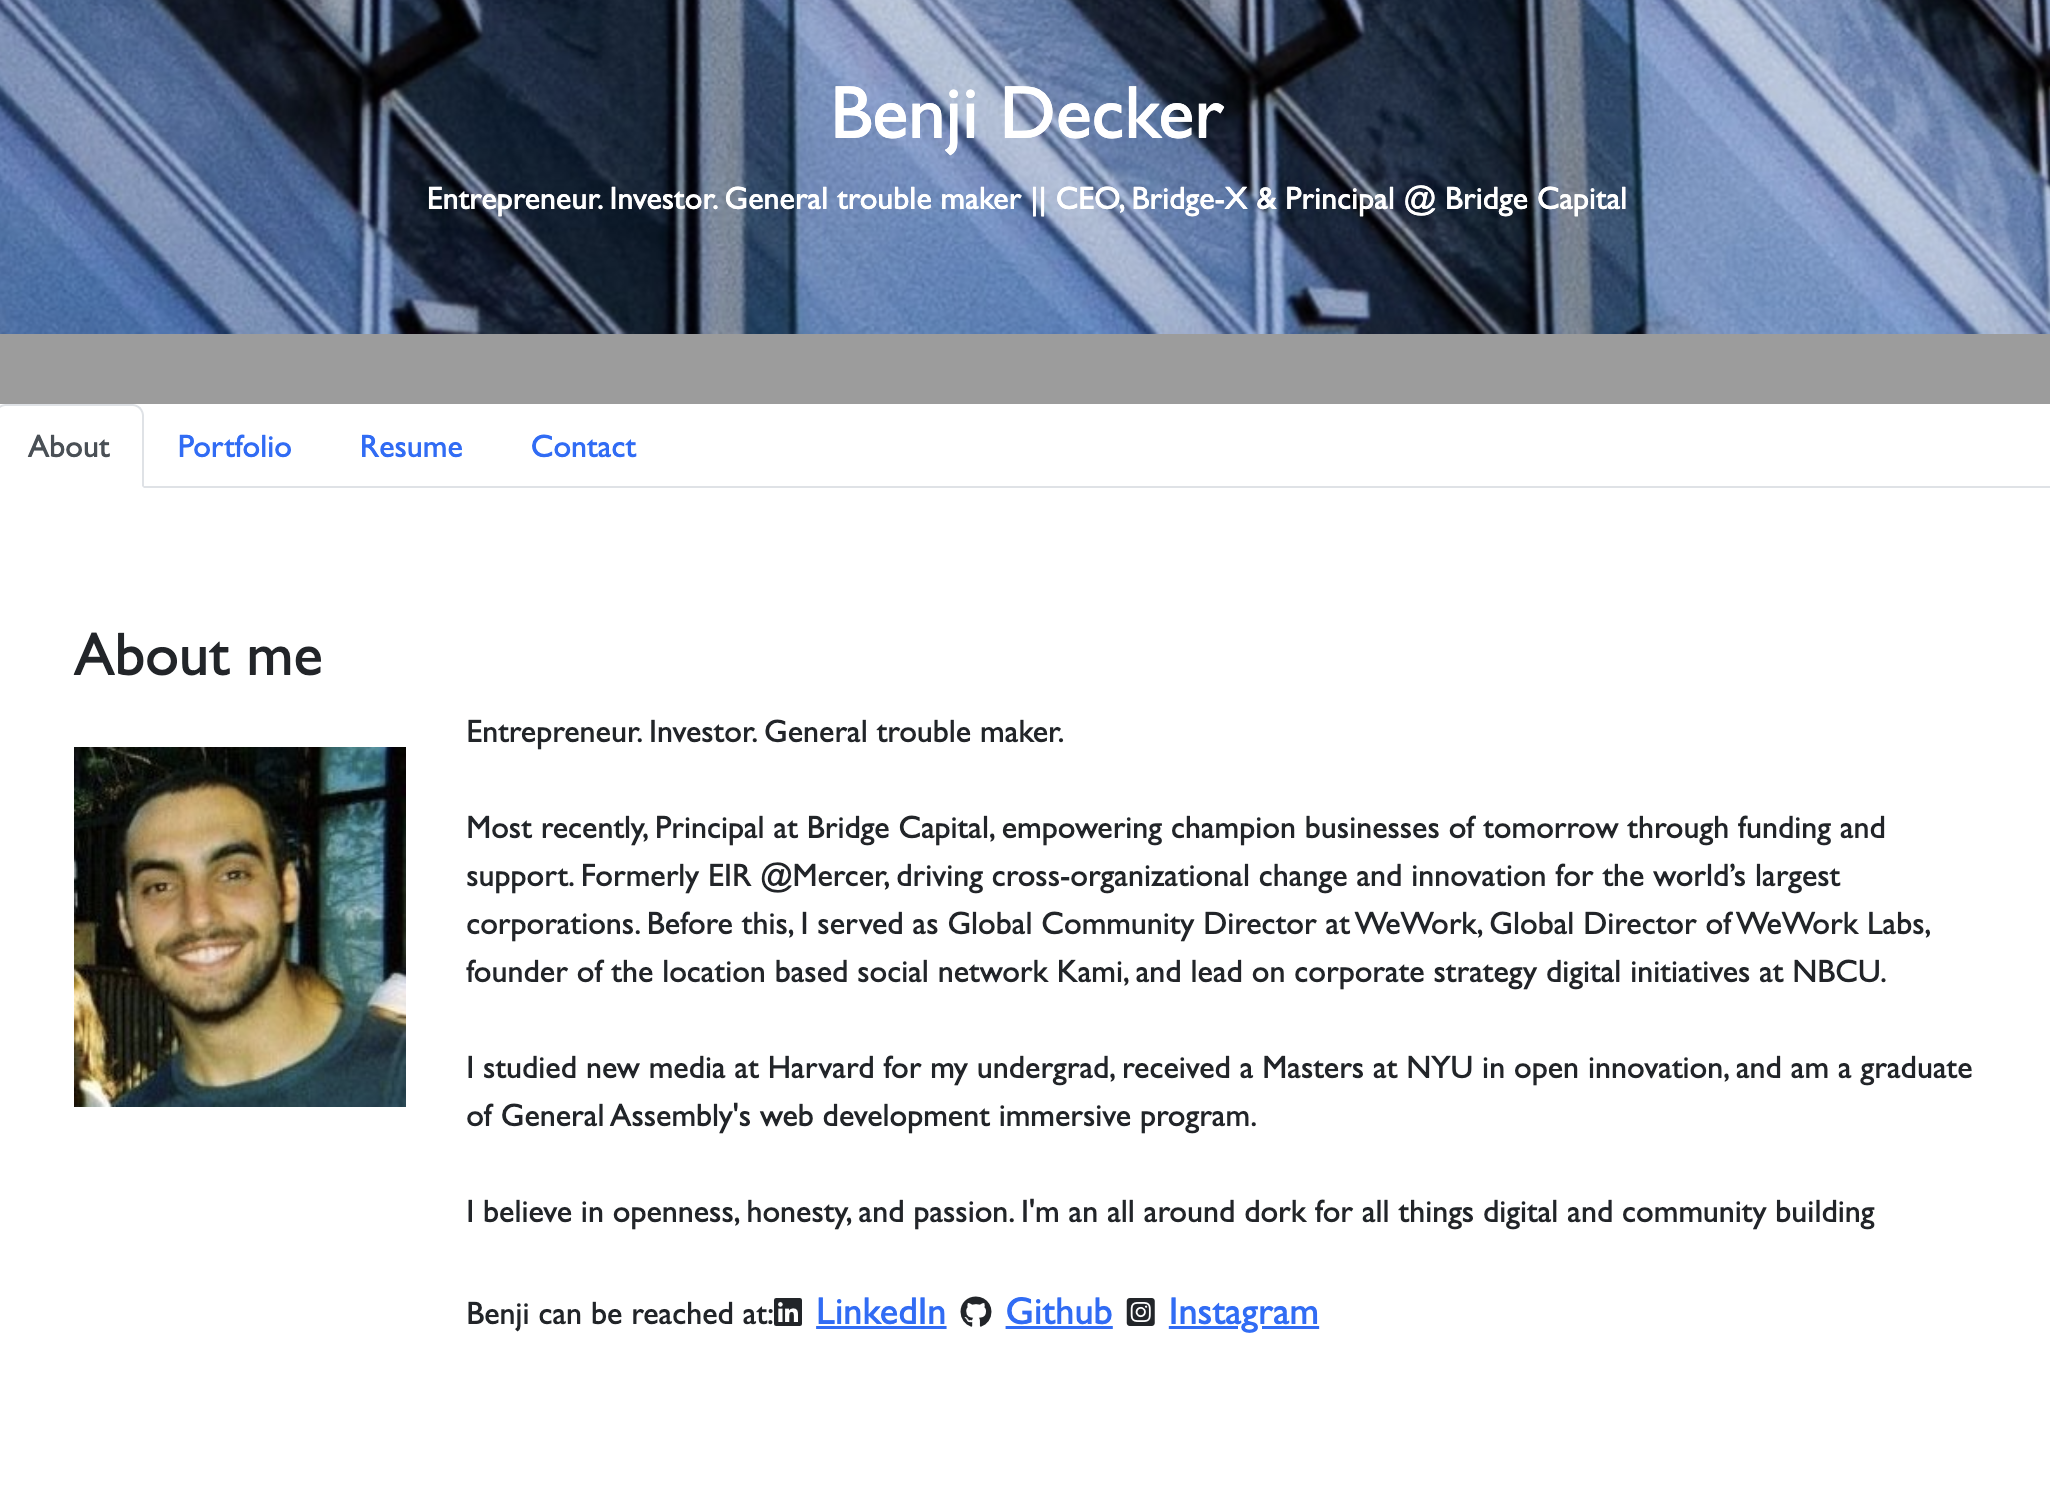 Benji Decker
Entrepreneur. Investor. General trouble maker || CEO, Bridge-X & Principal @ Bridge Capital
About Portfolio Resume Contact
About me
Entrepreneur. Investor. General trouble maker.
Most recently, Principal at Bridge Capital, empowering champion businesses of tomorrow through funding and
support. Formerly EIR @Mercer, driving cross-organizational change and innovation for the world’s largest
corporations. Before this, I served as Global Community Director at WeWork, Global Director of WeWork Labs,
founder of the location based social network Kami, and lead on corporate strategy digital initiatives at NBCU.
I studied new media at Harvard for my undergrad, received a Masters at NYU in open innovation, and am a graduate
of General Assembly's web development immersive program.
I believe in openness, honesty, and passion. I'm an all around dork for all things digital and community building
Benji can be reached at: LinkedIn Github Instagram